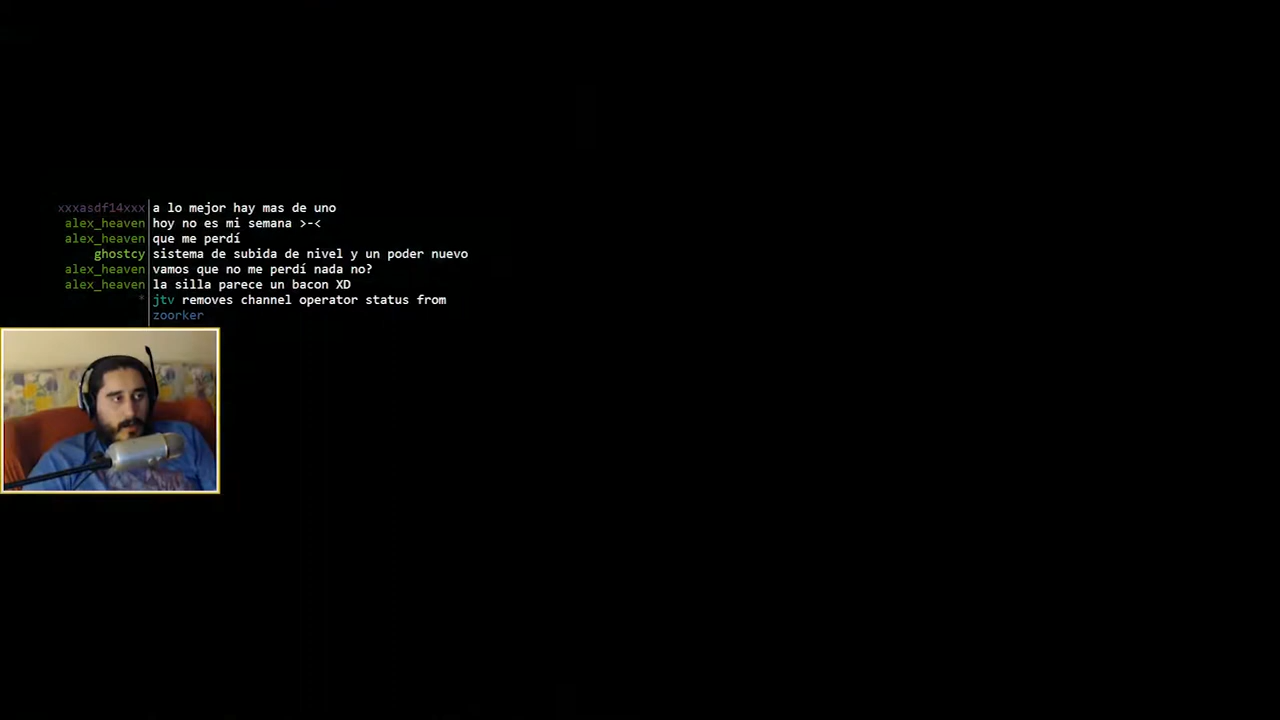 xxxasdf14xxx a lo mejor hay mas de uno
alex_heaven hoy no es mi semana >-<
alex_heaven que me perdí
ghostcy sistema de subida de nivel y un poder nuevo
alex_heaven vamos que no me perdí nada no?
alex_heaven la silla parece un bacon XD
* jtv removes channel operator status from
zoorker